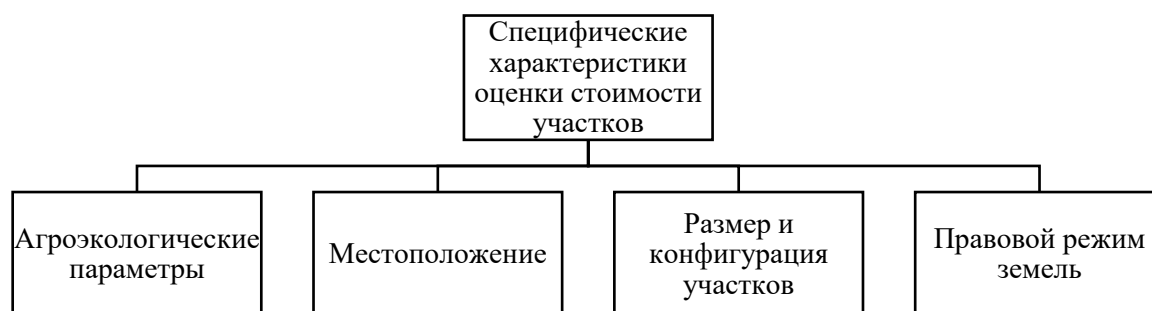 Специфические
характеристики
оценки стоимости
участков
Агроэкологические
параметры
Местоположение
Размер и
конфигурация
участков
Правовой режим
земель